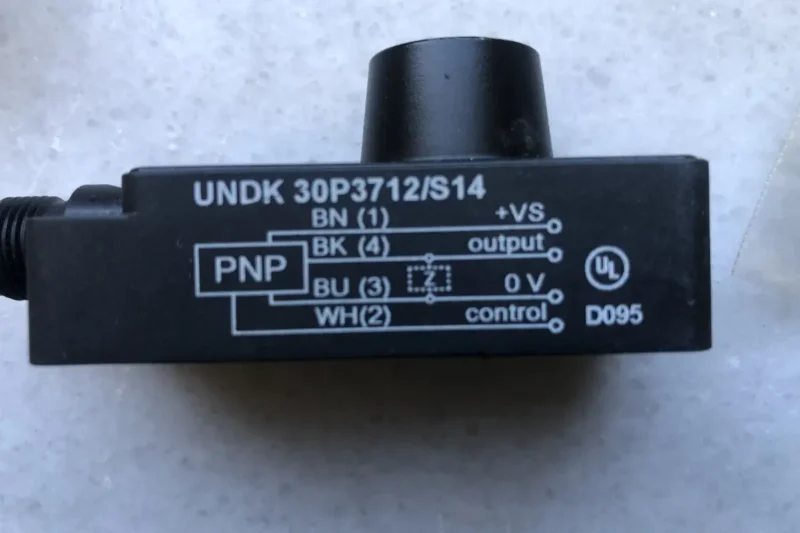 UNDK 30P3712/S14
BN (1) +VS
BK (4) output
PNP
Z
BU (3) 0 V
WH(2) control
UL
D095